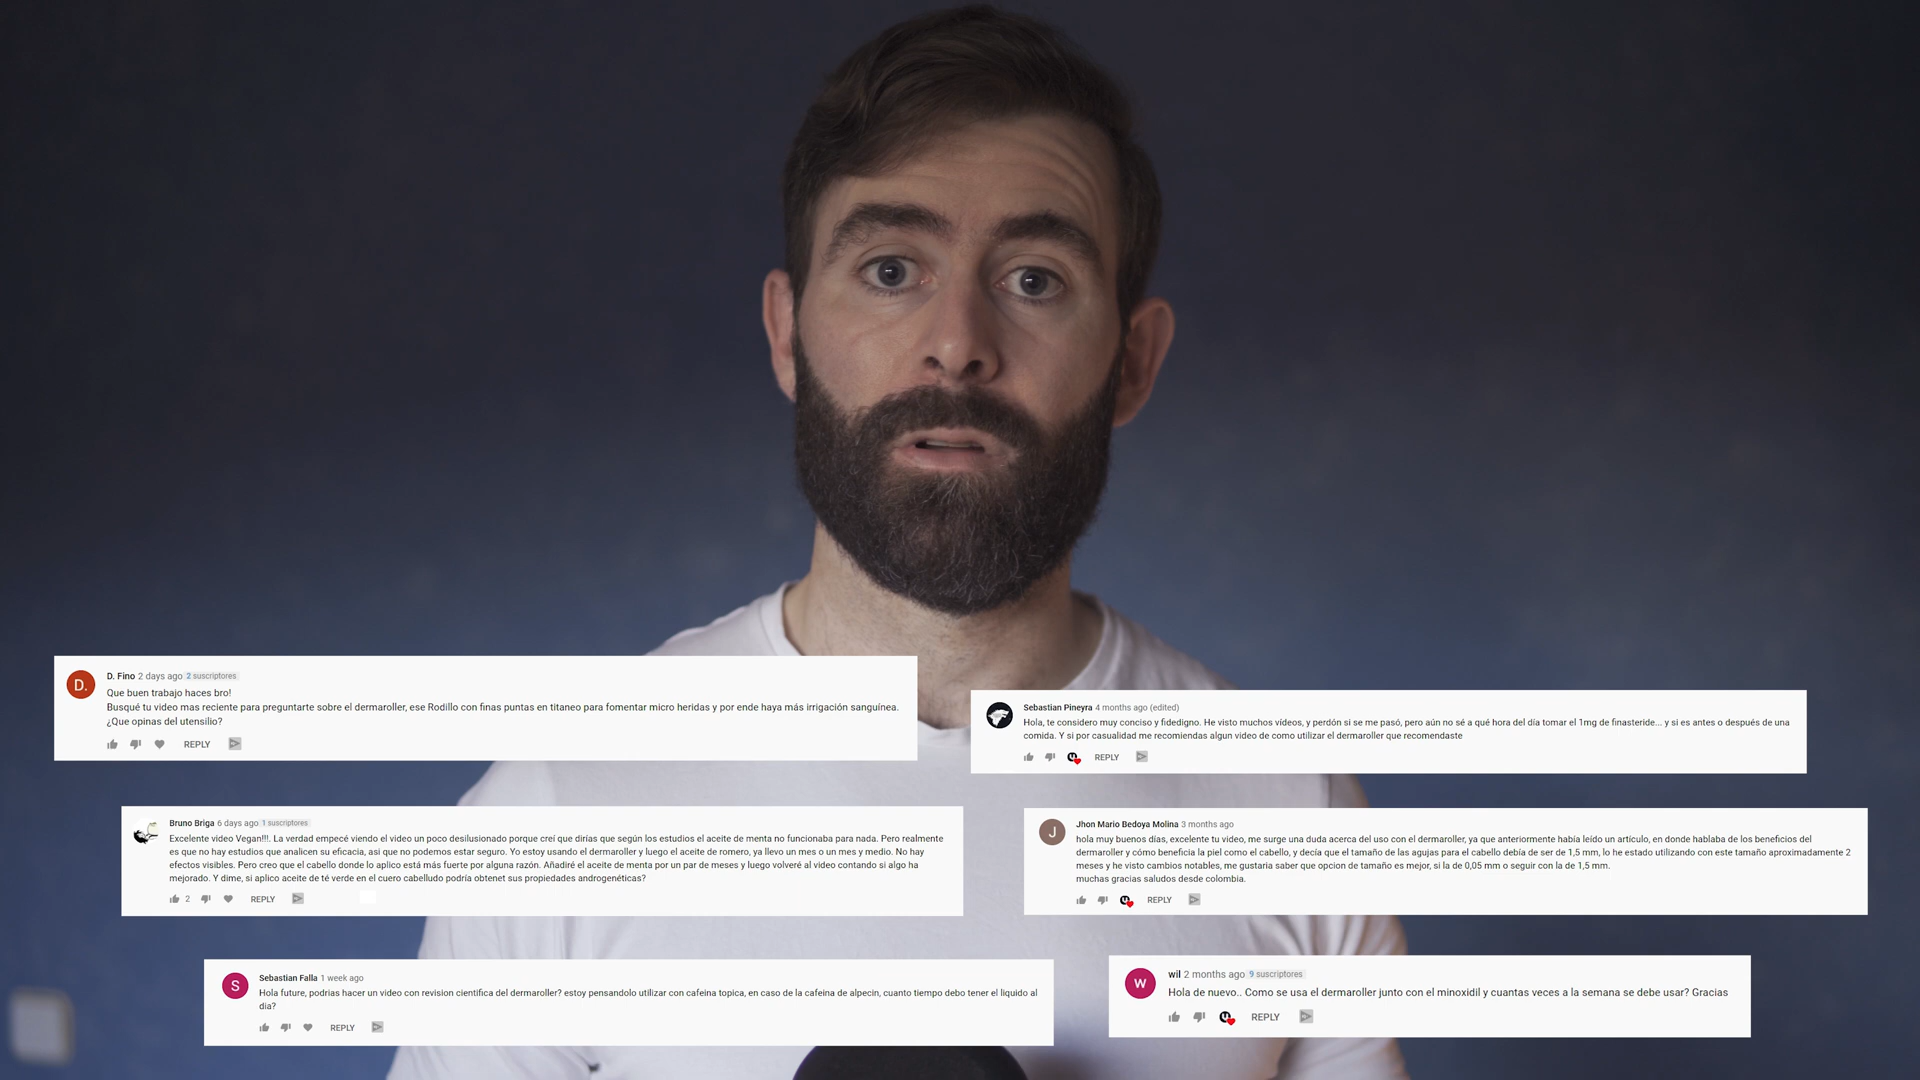 D. Fino 2 days ago 2 suscriptores
Que buen trabajo haces bro!
Busqué tu video mas reciente para preguntarte sobre el dermaroller, ese Rodillo con finas puntas en titaneo para fomentar micro heridas y por ende haya más irrigación sanguínea.
¿Que opinas del utensilio?
REPLY
Sebastian Pineyra 4 months ago (edited)
Hola, te considero muy conciso y fidedigno. He visto muchos vídeos, y perdón si se me pasó, pero aún no sé a qué hora del día tomar el 1mg de finasteride... y si es antes o después de una
comida. Y si por casualidad me recomiendas algun video de como utilizar el dermaroller que recomendaste
REPLY
Bruno Briga 6 days ago 1 suscriptores
Excelente video Vegan!!!. La verdad empecé viendo el video un poco desilusionado porque creí que dirías que según los estudios el aceite de menta no funcionaba para nada. Pero realmente
es que no hay estudios que analicen su eficacia, asi que no podemos estar seguro. Yo estoy usando el dermaroller y luego el aceite de romero, ya llevo un mes o un mes y medio. No hay
efectos visibles. Pero creo que el cabello donde lo aplico está más fuerte por alguna razón. Añadiré el aceite de menta por un par de meses y luego volveré al video contando si algo ha
mejorado. Y dime, si aplico aceite de té verde en el cuero cabelludo podría obtenet sus propiedades androgenéticas?
2 REPLY
J
Jhon Mario Bedoya Molina 3 months ago
hola muy buenos días, excelente tu video, me surge una duda acerca del uso con el dermaroller, ya que anteriormente había leído un artículo, en donde hablaba de los beneficios del
dermaroller y cómo beneficia la piel como el cabello, y decía que el tamaño de las agujas para el cabello debía de ser de 1,5 mm, lo he estado utilizando con este tamaño aproximadamente 2
meses y he visto cambios notables, me gustaría saber que opcion de tamaño es mejor, si la de 0,05 mm o seguir con la de 1,5 mm.
muchas gracias saludos desde colombia.
REPLY
S
Sebastian Falla 1 week ago
Hola future, podrias hacer un video con revision cientifica del dermaroller? estoy pensandolo utilizar con cafeina topica, en caso de la cafeina de alpecin, cuanto tiempo debo tener el liquido al
dia?
REPLY
W
wil 2 months ago 9 suscriptores
Hola de nuevo.. Como se usa el dermaroller junto con el minoxidil y cuantas veces a la semana se debe usar? Gracias
REPLY
D.